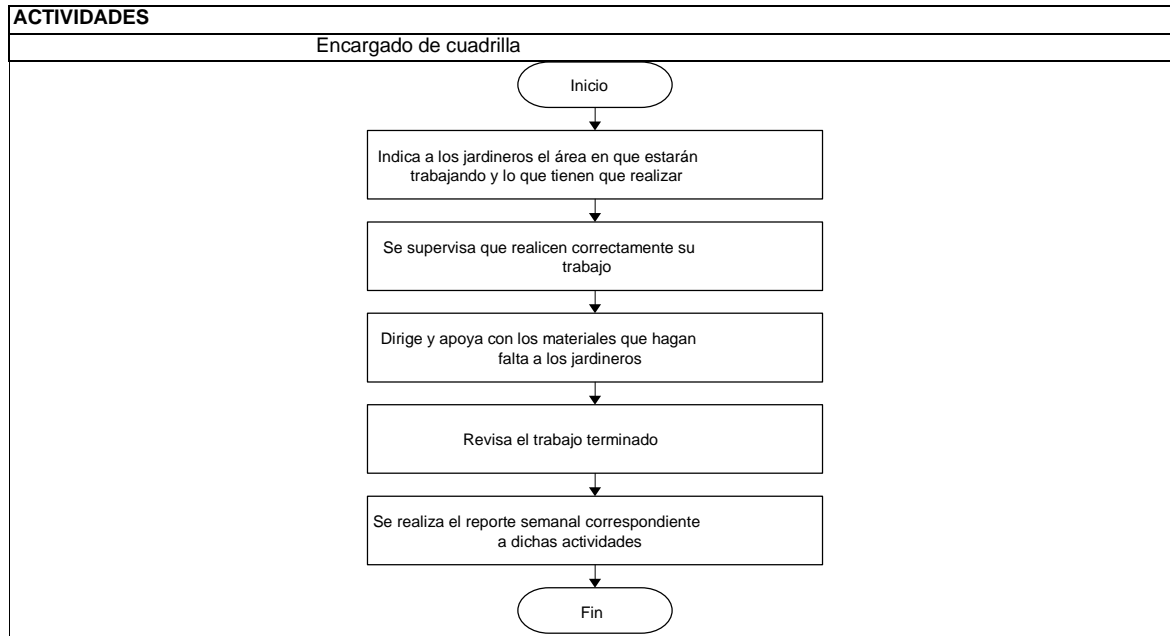 ACTIVIDADES
Encargado de cuadrilla
Inicio
Indica a los jardineros el área en que estarán
trabajando y lo que tienen que realizar
Se supervisa que realicen correctamente su
trabajo
Dirige y apoya con los materiales que hagan
falta a los jardineros
Revisa el trabajo terminado
Se realiza el reporte semanal correspondiente
a dichas actividades
Fin